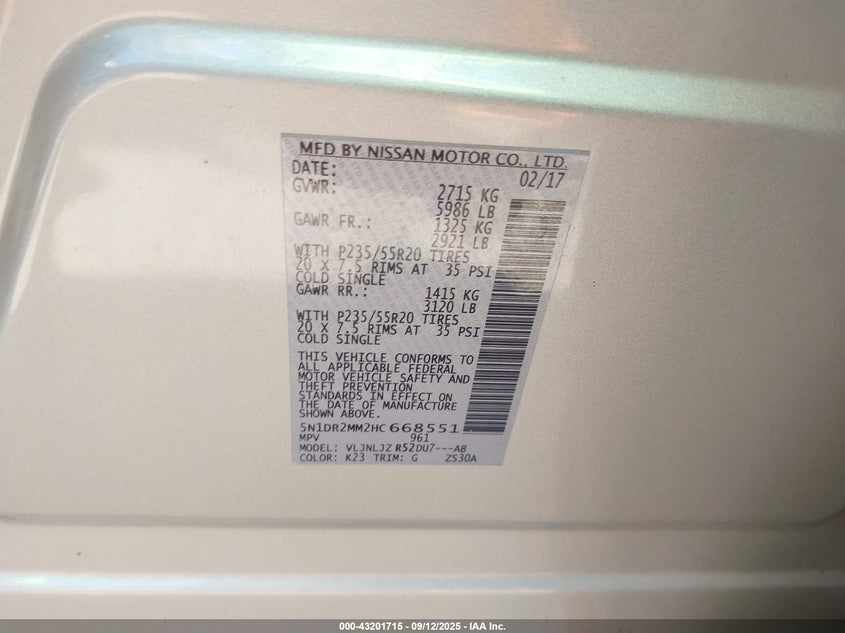 MFD BY NISSAN MOTOR CO., LTD.
DATE: 02/17
GVWR: 2715 KG
5986 LB
GAWR FR.: 1325 KG
2921 LB
WITH P235/55R20 TIRES
20 X 7.5 RIMS AT 35 PSI
COLD SINGLE
GAWR RR.: 1415 KG
3120 LB
WITH P235/55R20 TIRES
20 X 7.5 RIMS AT 35 PSI
COLD SINGLE
THIS VEHICLE CONFORMS TO
ALL APPLICABLE FEDERAL
MOTOR VEHICLE SAFETY AND
THEFT PREVENTION
STANDARDS IN EFFECT ON
THE DATE OF MANUFACTURE
SHOWN ABOVE.
5N1DR2MM2HC668551
MPV 961
MODEL: VLJNLJZ R52DU7---AB
COLOR: K23 TRIM: G ZS30A
000-43201715 - 09/12/2025 - IAA Inc.